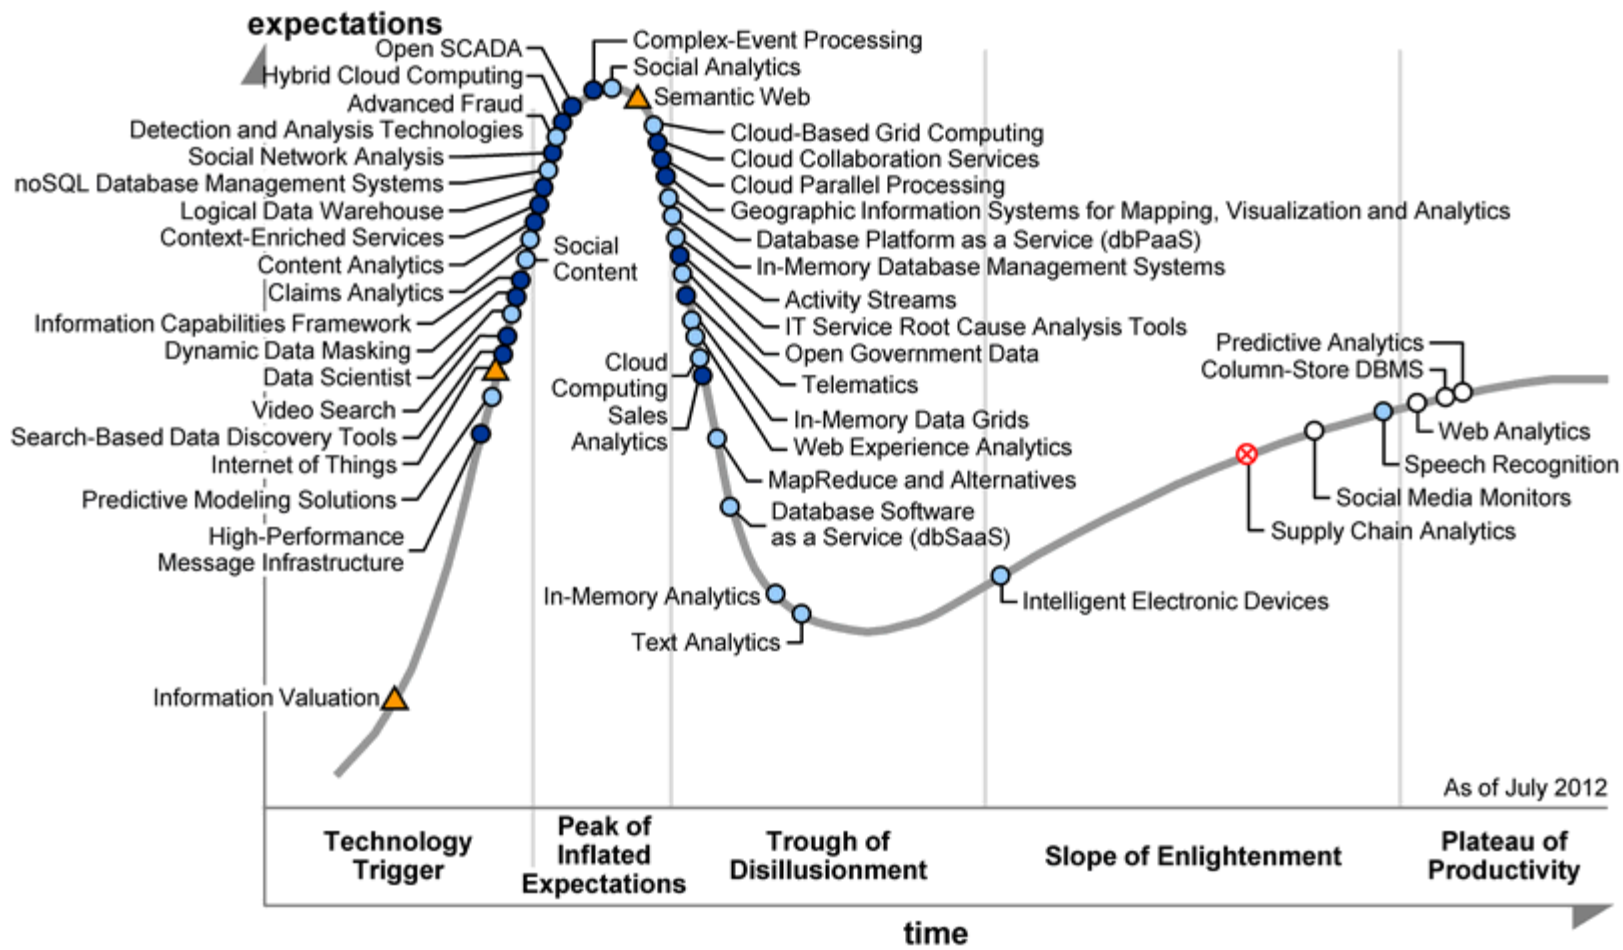 expectations
Open SCADA
Hybrid Cloud Computing
Advanced Fraud
Detection and Analysis Technologies
Social Network Analysis
noSQL Database Management Systems
Logical Data Warehouse
Context-Enriched Services
Content Analytics
Claims Analytics
Information Capabilities Framework
Dynamic Data Masking
Data Scientist
Video Search
Search-Based Data Discovery Tools
Internet of Things
Predictive Modeling Solutions
High-Performance
Message Infrastructure
Information Valuation
Social
Content
Complex-Event Processing
Social Analytics
Semantic Web
Cloud-Based Grid Computing
Cloud Collaboration Services
Cloud Parallel Processing
Geographic Information Systems for Mapping, Visualization and Analytics
Database Platform as a Service (dbPaaS)
In-Memory Database Management Systems
Activity Streams
IT Service Root Cause Analysis Tools
Open Government Data
Telematics
In-Memory Data Grids
Web Experience Analytics
Cloud
Computing
Sales
Analytics
MapReduce and Alternatives
Database Software
as a Service (dbSaaS)
In-Memory Analytics
Text Analytics
Intelligent Electronic Devices
Supply Chain Analytics
Social Media Monitors
Speech Recognition
Web Analytics
Column-Store DBMS
Predictive Analytics
As of July 2012
Technology
Trigger
Peak of
Inflated
Expectations
Trough of
Disillusionment
Slope of Enlightenment
Plateau of
Productivity
time